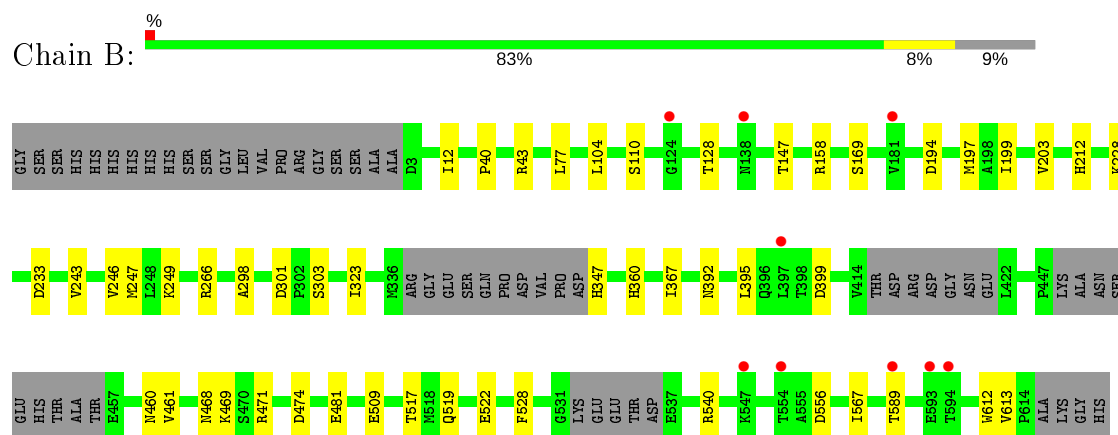 %
Chain B:
83% 8% 9%
GLY SER SER HIS HIS HIS HIS HIS HIS SER SER GLY LEU VAL PRO ARG GLY SER SER ALA ALA D3 I12 P40 R43 L77 L104 S110 G124 T128 N138 T147 R158 S169 V181 D194 M197 A198 I199 V203 H212 K228
D233 V243 V246 M247 L248 K249 R266 A298 D301 P302 S303 I323 M336 ARG GLY GLU SER GLN PRO ASP VAL PRO ASP H347 H360 I367 N392 L395 Q396 L397 T398 D399 V414 THR ASP ARG ASP GLY ASN GLU L422 P447 LYS ALA ASN SER
GLU HIS THR ALA THR E457 N460 V461 N468 K469 S470 R471 D474 E481 E509 T517 M518 Q519 E522 F528 G531 LYS GLU GLU THR ASP E537 R540 K547 T554 A555 D556 I567 T589 E593 T594 W612 V613 P614 ALA LYS GLY HIS